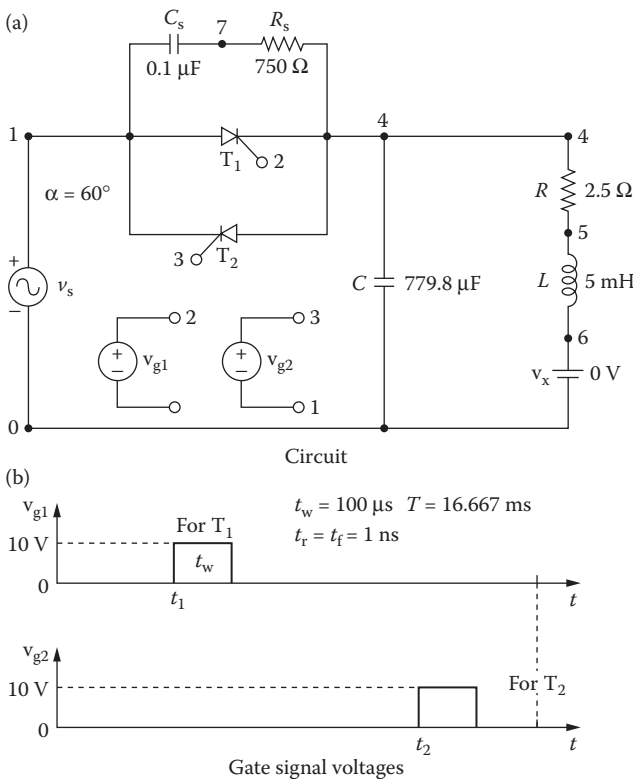 (a)
C_s
7
R_s
0.1 μF
750 Ω
1
4
4
T_1
2
R
2.5 Ω
α = 60°
3
T_2
5
+
v_s
−
C
779.8 μF
L
5 mH
2
3
6
+
−
v_g1
+
−
v_g2
v_x
0 V
1
0
Circuit
(b)
v_g1
t_w = 100 μs T = 16.667 ms
For T_1
t_r = t_f = 1 ns
10 V
t_w
0
t_1
t
v_g2
10 V
For T_2
0
t_2
t
Gate signal voltages